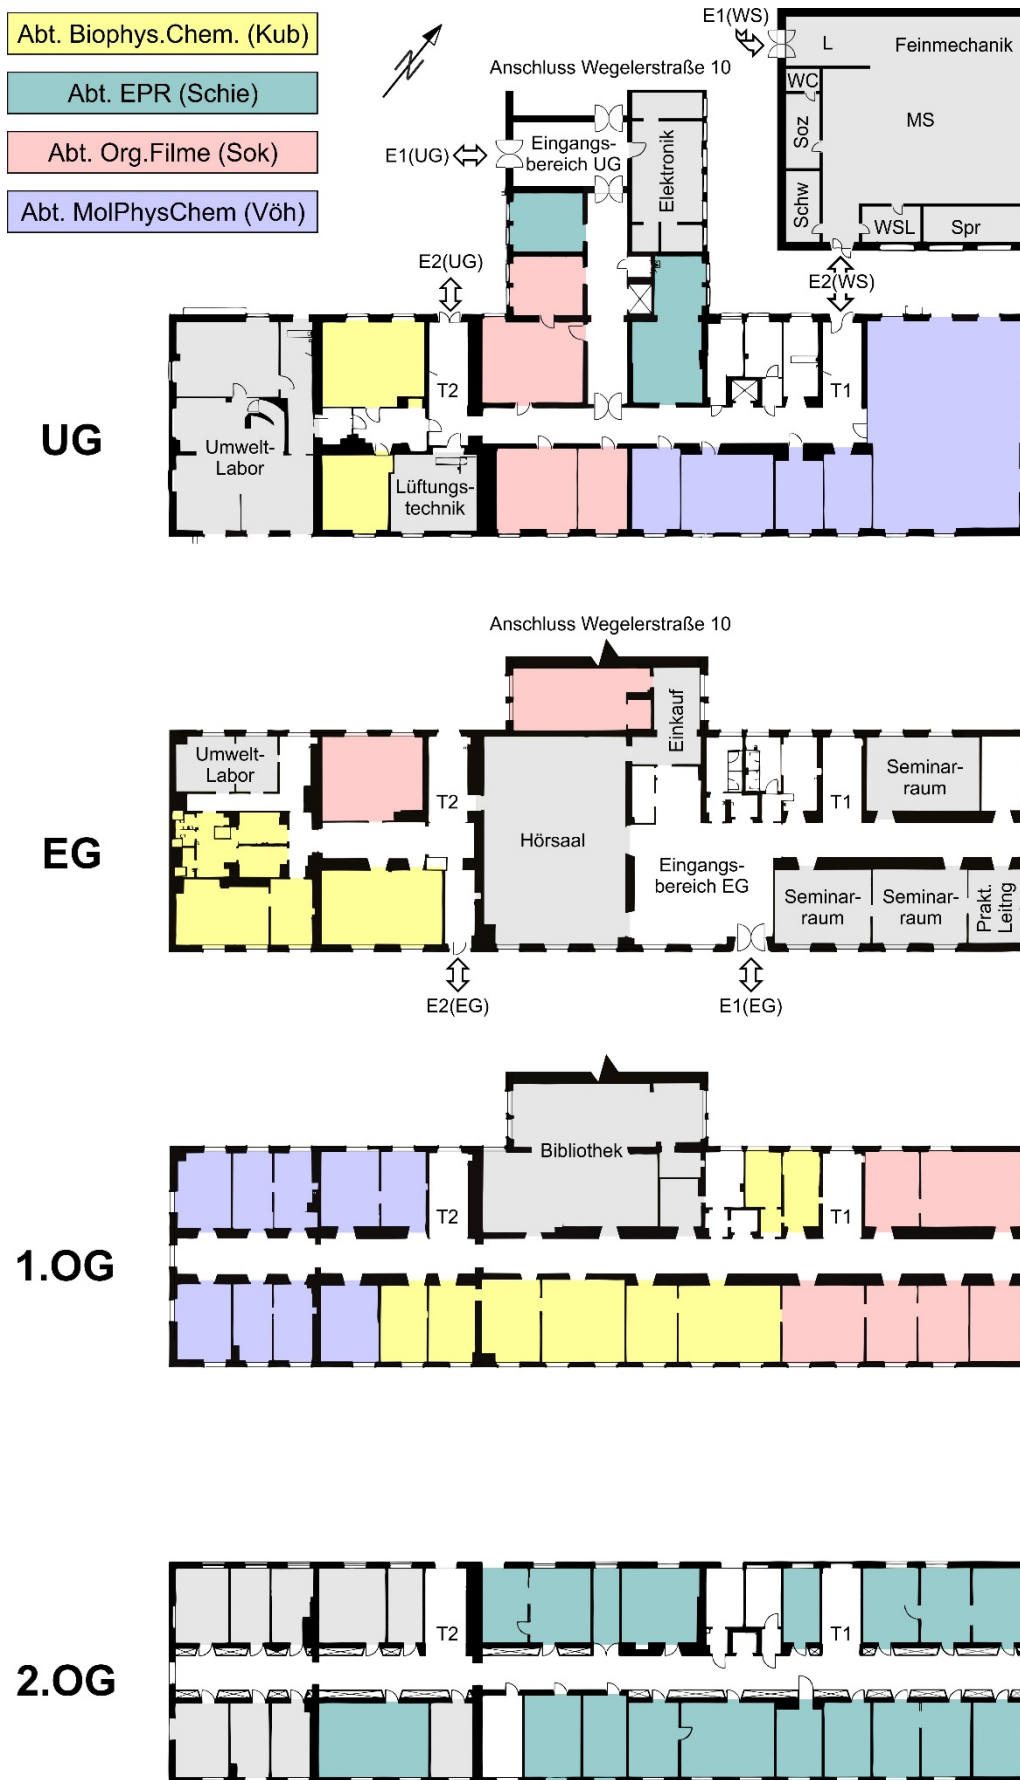 Abt. Biophys.Chem. (Kub)
Abt. EPR (Schie)
Abt. Org.Filme (Sok)
Abt. MolPhysChem (Vöh)
N
Anschluss Wegelerstraße 10
E1(WS)
L
Feinmechanik
WC
Soz
MS
Schw
WSL
Spr
E2(WS)
E1(UG)
Eingangs-
bereich UG
Elektronik
E2(UG)
UG
T2
T1
Umwelt-
Labor
Lüftungs-
technik
Anschluss Wegelerstraße 10
EG
Umwelt-
Labor
T2
Einkauf
Hörsaal
T1
Seminar-
raum
Eingangs-
bereich EG
Seminar-
raum
Seminar-
raum
Prakt.
Leitng
E2(EG)
E1(EG)
1.OG
Bibliothek
T2
T1
2.OG
T2
T1